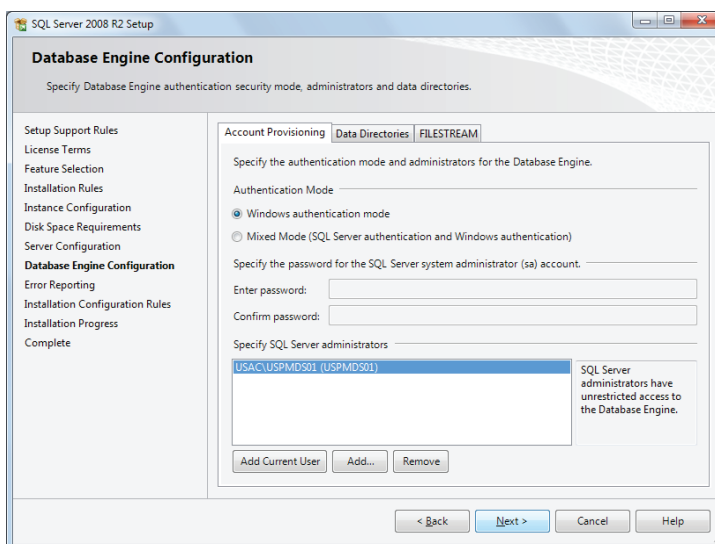 SQL Server 2008 R2 Setup
Database Engine Configuration
Specify Database Engine authentication security mode, administrators and data directories.
Setup Support Rules
License Terms
Feature Selection
Installation Rules
Instance Configuration
Disk Space Requirements
Server Configuration
Database Engine Configuration
Error Reporting
Installation Configuration Rules
Installation Progress
Complete
Account Provisioning Data Directories FILESTREAM
Specify the authentication mode and administrators for the Database Engine.
Authentication Mode
Windows authentication mode
Mixed Mode (SQL Server authentication and Windows authentication)
Specify the password for the SQL Server system administrator (sa) account.
Enter password:
Confirm password:
Specify SQL Server administrators
USAC\USPMDS01 (USPMDS01)
SQL Server
administrators have
unrestricted access to
the Database Engine.
Add Current User Add... Remove
< Back Next > Cancel Help